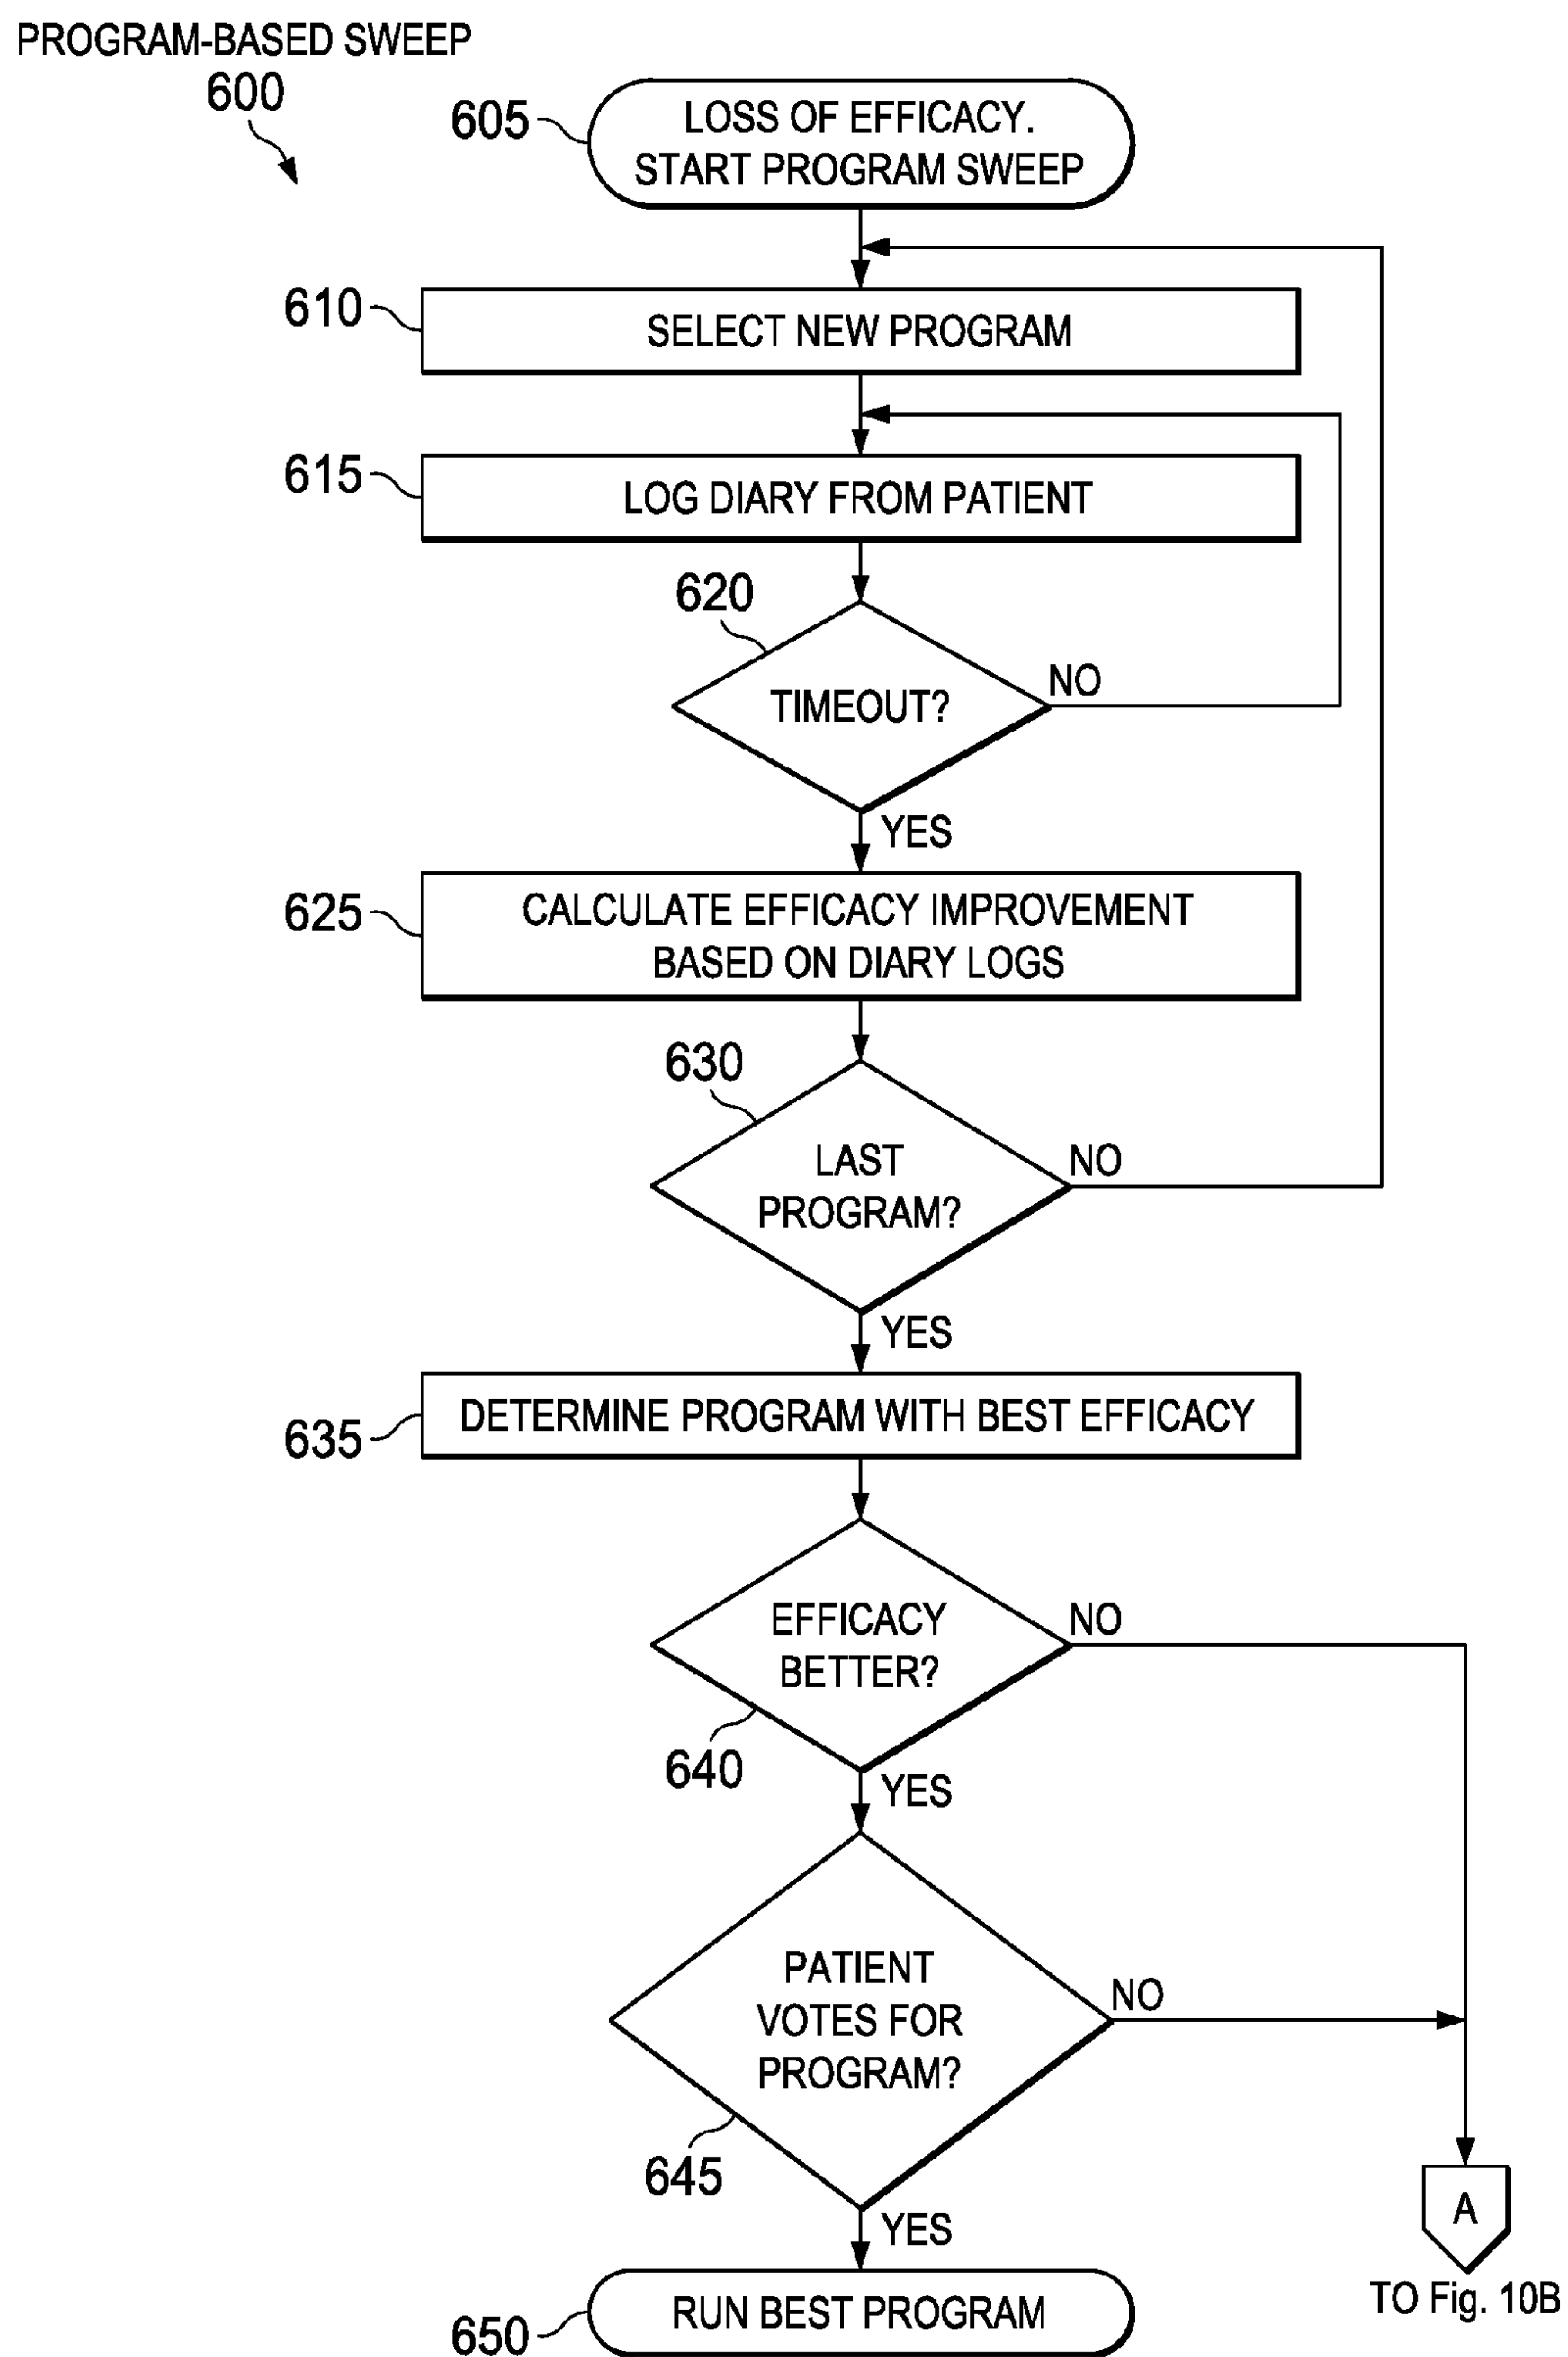 PROGRAM-BASED SWEEP
600
605
LOSS OF EFFICACY.
START PROGRAM SWEEP
610
SELECT NEW PROGRAM
615
LOG DIARY FROM PATIENT
620
TIMEOUT?
NO
YES
625
CALCULATE EFFICACY IMPROVEMENT
BASED ON DIARY LOGS
630
LAST
PROGRAM?
NO
YES
635
DETERMINE PROGRAM WITH BEST EFFICACY
EFFICACY
BETTER?
NO
640
YES
PATIENT
VOTES FOR
PROGRAM?
NO
645
YES
A
TO Fig. 10B
650
RUN BEST PROGRAM